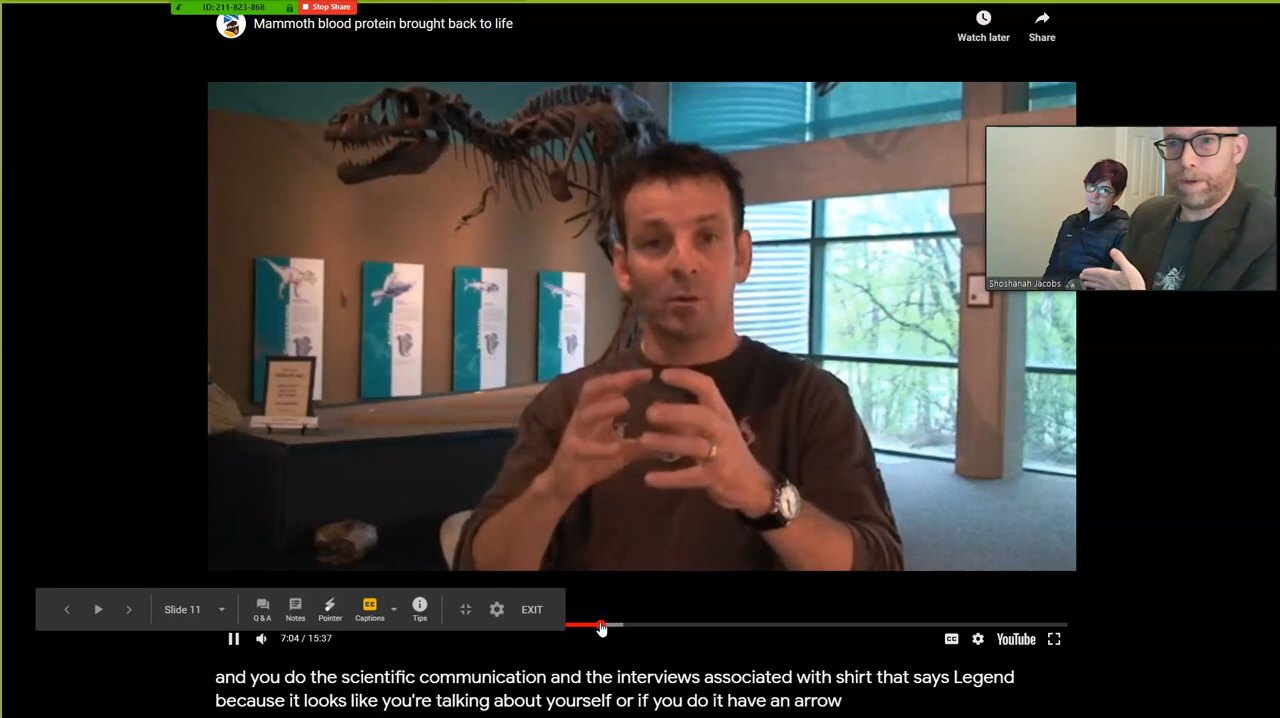 ID: 211-823-868
Stop Share
Mammoth blood protein brought back to life
Watch later
Share
Shoshanah Jacobs
Slide 11
Q & A
Notes
Pointer
Captions
Tips
EXIT
7:04 / 15:37
YouTube
and you do the scientific communication and the interviews associated with shirt that says Legend
because it looks like you're talking about yourself or if you do it have an arrow